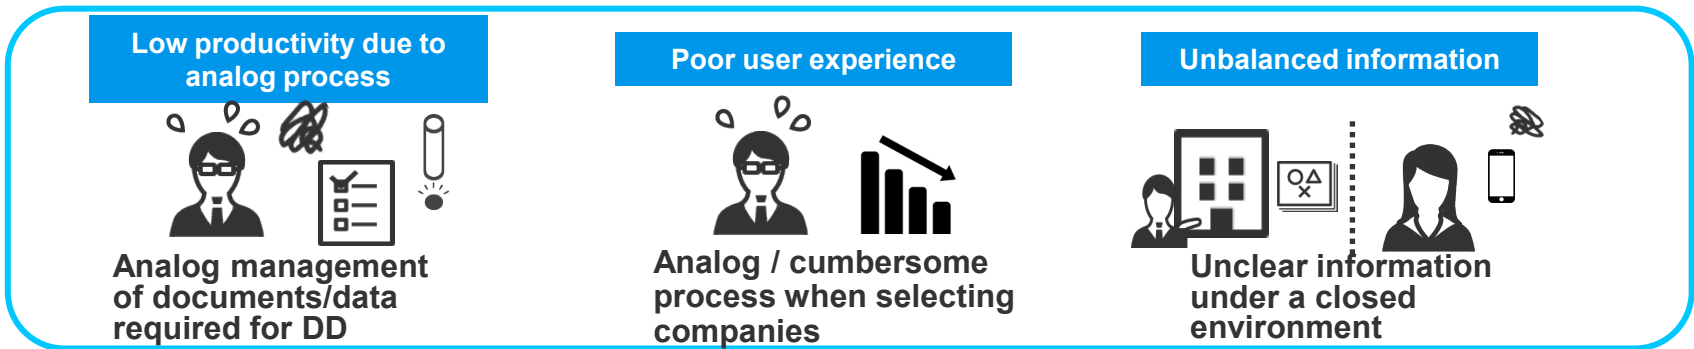 Low productivity due to
analog process
Analog management
of documents/data
required for DD
Poor user experience
Analog / cumbersome
process when selecting
companies
Unbalanced information
Unclear information
under a closed
environment